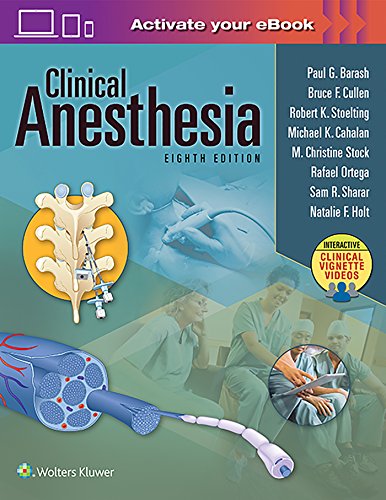 Activate your eBook
Clinical
Anesthesia
EIGHTH EDITION
Paul G. Barash
Bruce F. Cullen
Robert K. Stoelting
Michael K. Cahalan
M. Christine Stock
Rafael Ortega
Sam R. Sharar
Natalie F. Holt
INTERACTIVE
CLINICAL
VIGNETTE
VIDEOS
Wolters Kluwer